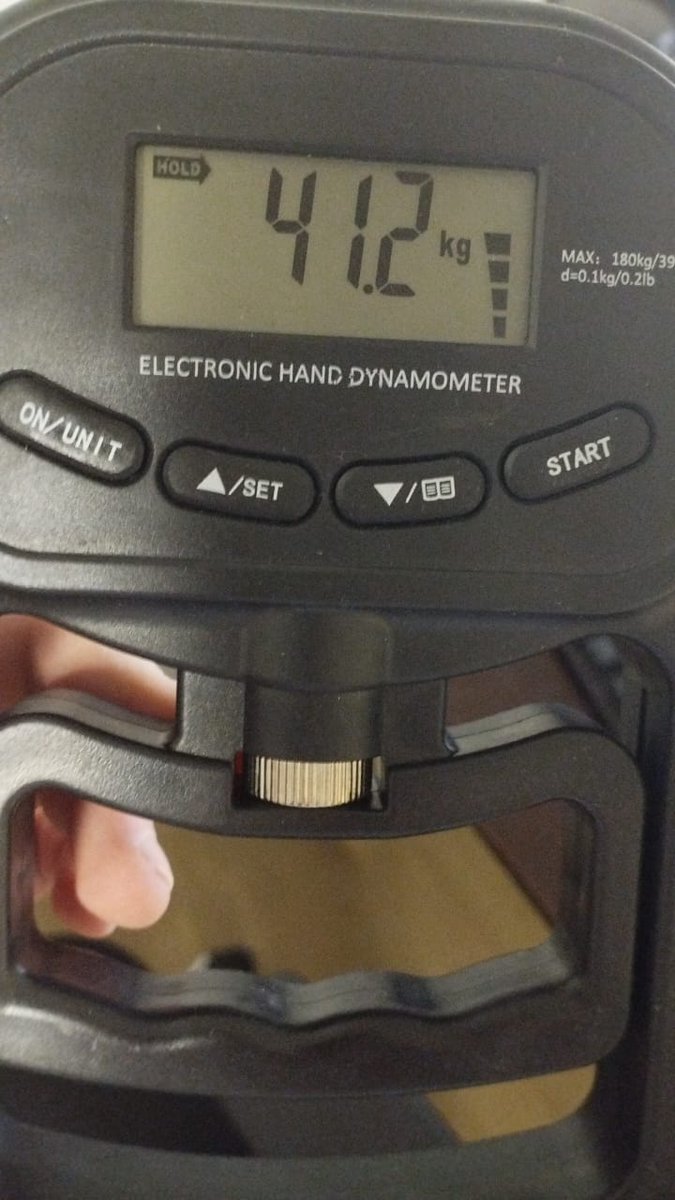 HOLD
41.2 kg
MAX: 180kg/39
d=0.1kg/0.2lb
ELECTRONIC HAND DYNAMOMETER
ON/UNIT
▲/SET
▼/
START